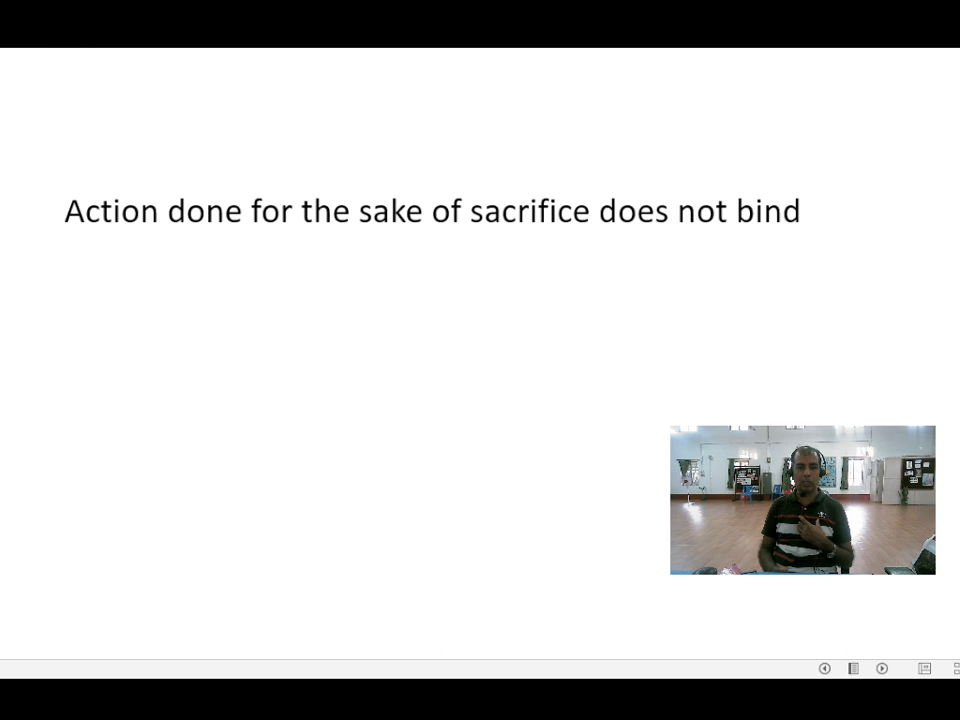 Action done for the sake of sacrifice does not bind